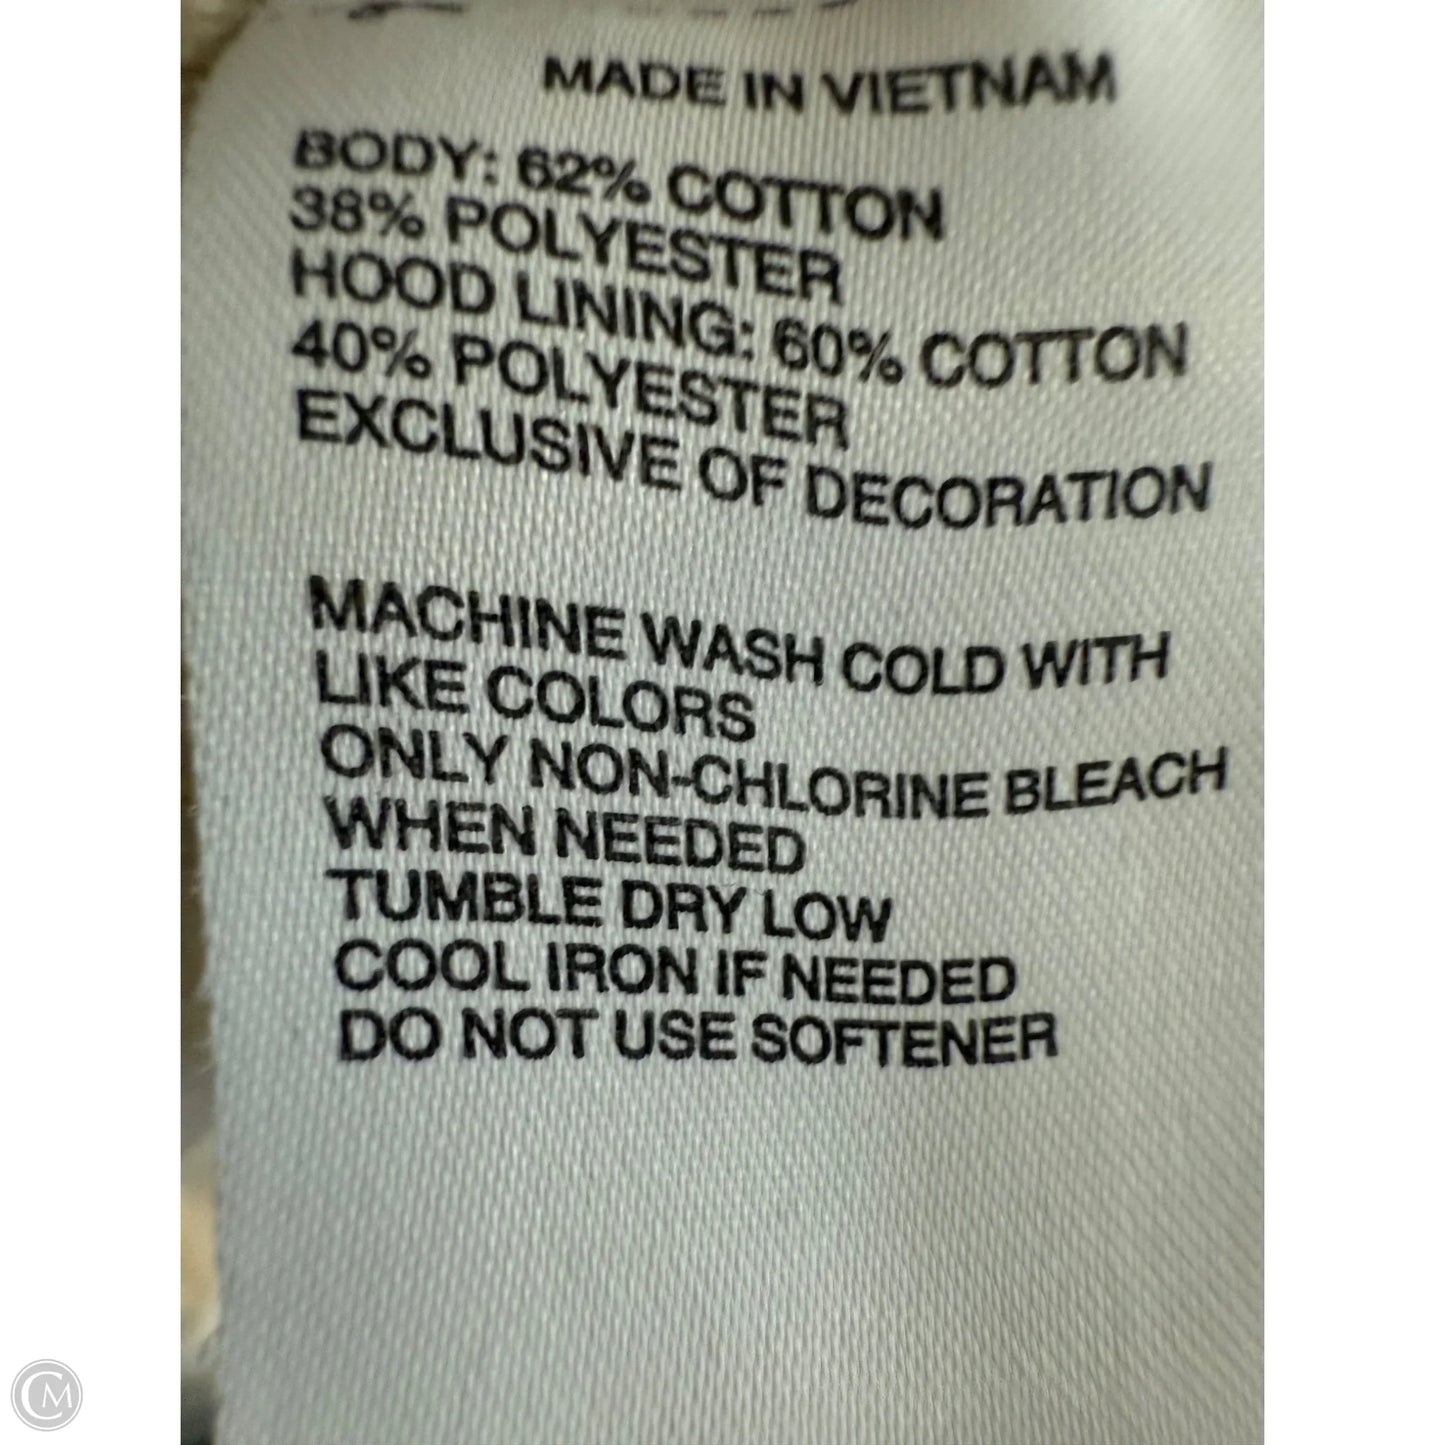 MADE IN VIETNAM
BODY: 62% COTTON
38% POLYESTER
HOOD LINING: 60% COTTON
40% POLYESTER
EXCLUSIVE OF DECORATION
MACHINE WASH COLD WITH
LIKE COLORS
ONLY NON-CHLORINE BLEACH
WHEN NEEDED
TUMBLE DRY LOW
COOL IRON IF NEEDED
DO NOT USE SOFTENER
CM